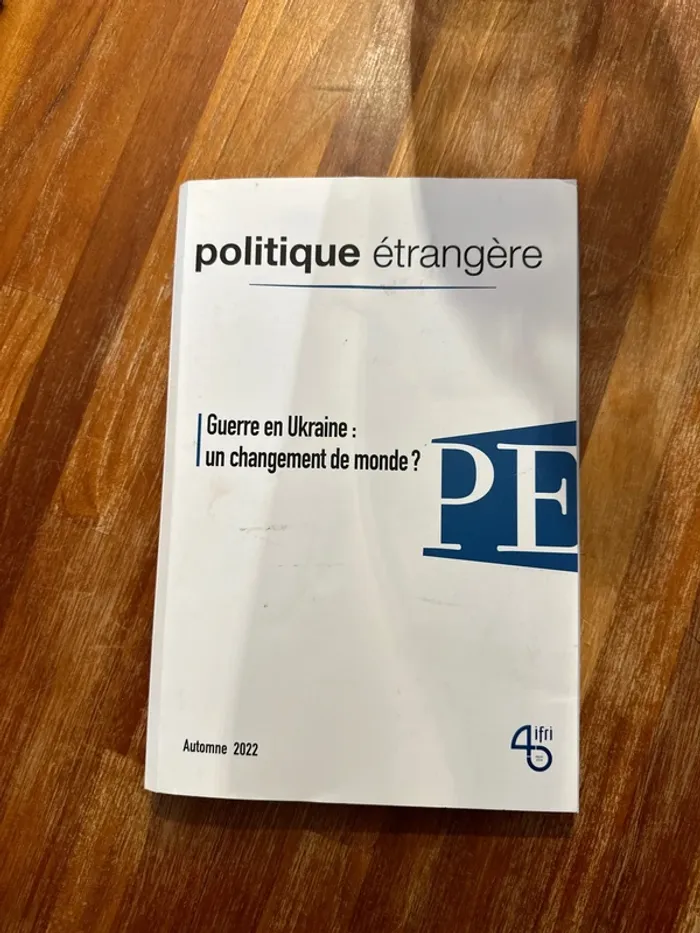 politique étrangère
Guerre en Ukraine :
un changement de monde ?
PE
Automne 2022
ifri